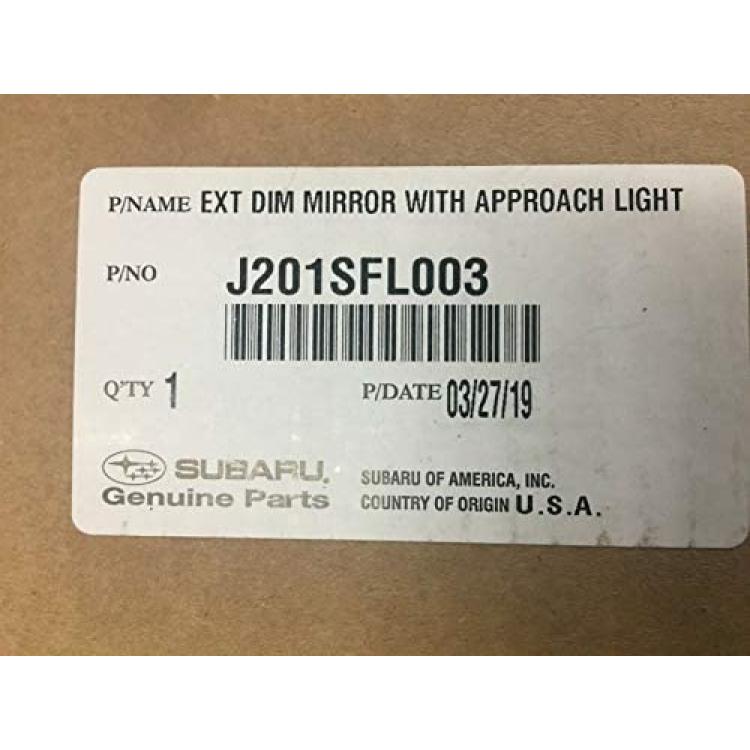 P/NAME EXT DIM MIRROR WITH APPROACH LIGHT
P/NO J201SFL003
Q'TY 1 P/DATE 03/27/19
SUBARU. SUBARU OF AMERICA, INC.
Genuine Parts COUNTRY OF ORIGIN U.S.A.